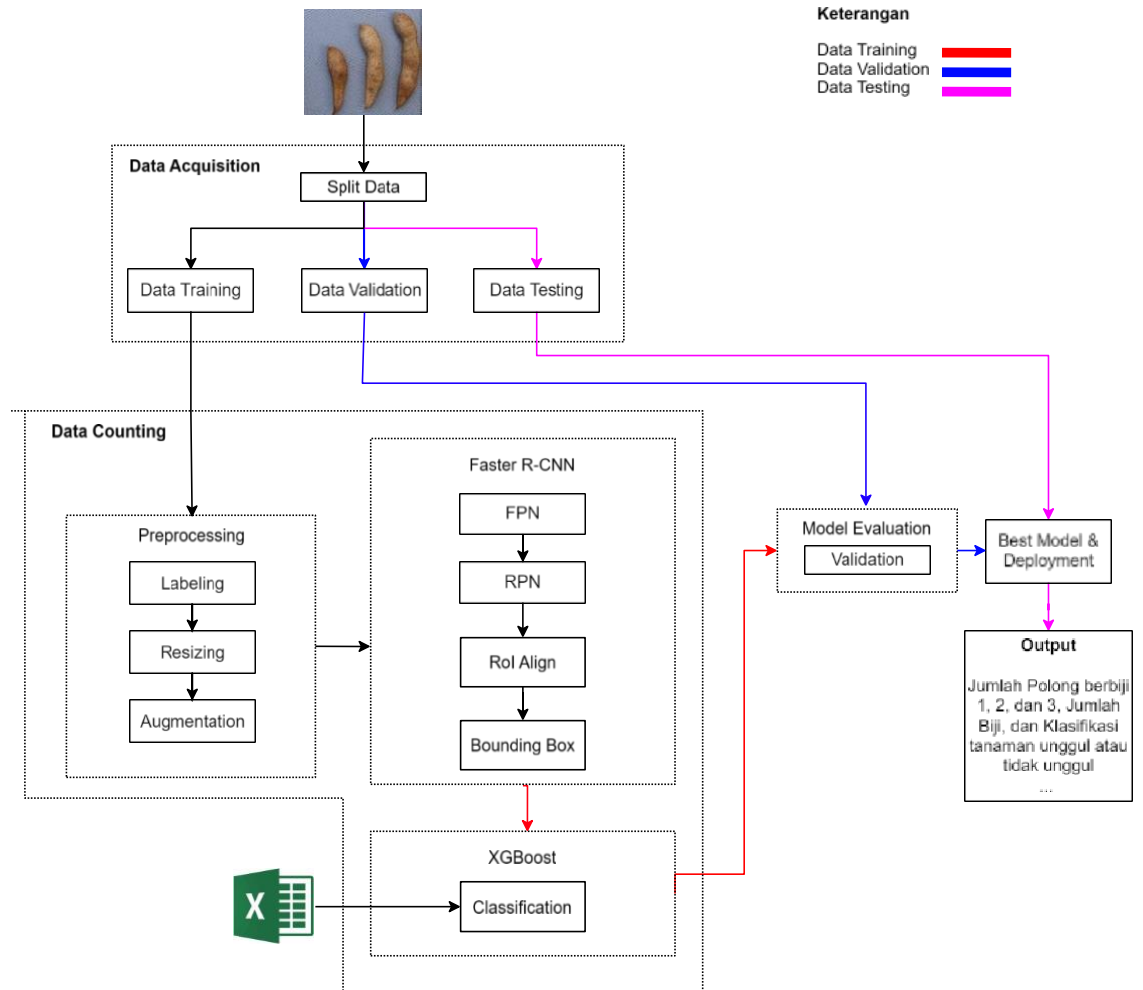 Keterangan
Data Training
Data Validation
Data Testing
Data Acquisition
Split Data
Data Training
Data Validation
Data Testing
Data Counting
Preprocessing
Labeling
Resizing
Augmentation
Faster R-CNN
FPN
RPN
RoI Align
Bounding Box
XGBoost
Classification
X
Model Evaluation
Validation
Best Model &
Deployment
Output
Jumlah Polong berbiji
1, 2, dan 3, Jumlah
Biji, dan Klasifikasi
tanaman unggul atau
tidak unggul
...